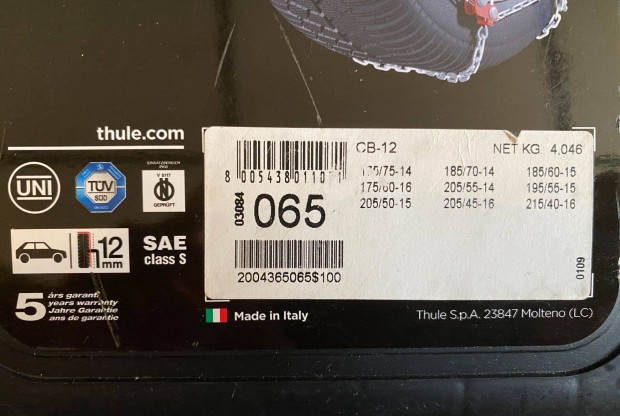 thule.com
CB-12
NET KG. 4,046
185/70-14 185/60-15
175/60-16 205/55-14 195/55-15
205/50-15 205/45-16 215/40-16
03084
065
2004365065$100
0109
UNI
TÜV
SÜD
V 5117
GEPRÜFT
12
mm
SAE
class S
5
års garanti
years warranty
Jahre Garantie
ans de garantie
Made in Italy
Thule S.p.A. 23847 Molteno (LC)